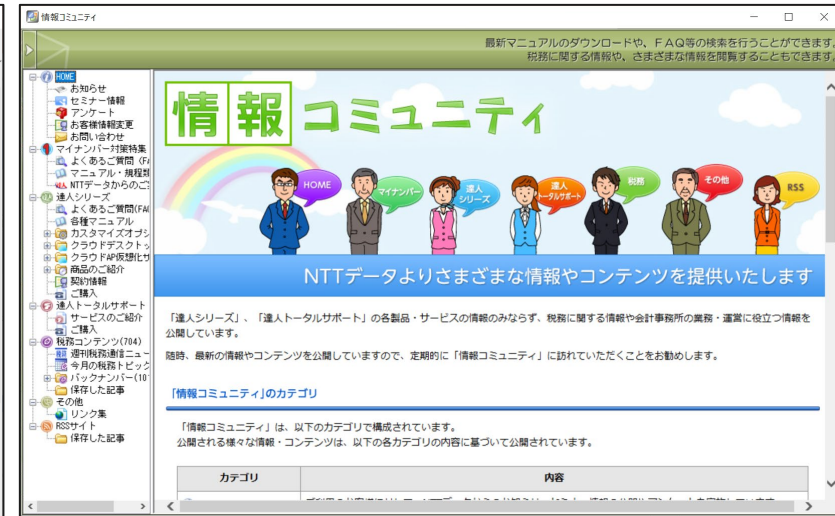 情報コミュニティ
最新マニュアルのダウンロードや、FAQ等の検索を行うことができます。
税務に関する情報や、さまざまな情報を閲覧することもできます。
HOME
お知らせ
セミナー情報
アンケート
お客様情報変更
お問い合わせ
マイナンバー対策特集
よくあるご質問 (FA
マニュアル・規程類
NTTデータからのご
達人シリーズ
よくあるご質問(FA
各種マニュアル
カスタマイズオプシ
クラウドデスクトッ
クラウドAP仮想化サ
商品のご紹介
契約情報
ご購入
達人トータルサポート
サービスのご紹介
ご購入
税務コンテンツ(704)
週刊税務通信ニュー
今月の税務トピック
バックナンバー(10
保存した記事
その他
リンク集
RSSサイト
保存した記事
情報コミュニティ
HOME
マイナンバー
達人
シリーズ
達人
トータルサポート
税務
その他
RSS
NTTデータよりさまざまな情報やコンテンツを提供いたします
「達人シリーズ」、「達人トータルサポート」の各製品・サービスの情報のみならず、税務に関する情報や会計事務所の業務・運営に役立つ情報を
公開しています。
随時、最新の情報やコンテンツを公開していますので、定期的に「情報コミュニティ」に訪れていただくことをお勧めします。
「情報コミュニティ」のカテゴリ
「情報コミュニティ」は、以下のカテゴリで構成されています。
公開される様々な情報・コンテンツは、以下の各カテゴリの内容に基づいて公開されています。
カテゴリ
内容